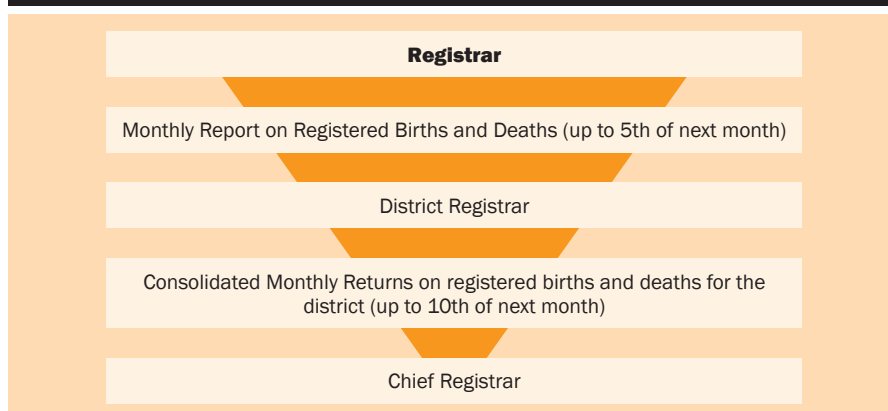 Registrar
Monthly Report on Registered Births and Deaths (up to 5th of next month)
District Registrar
Consolidated Monthly Returns on registered births and deaths for the
district (up to 10th of next month)
Chief Registrar